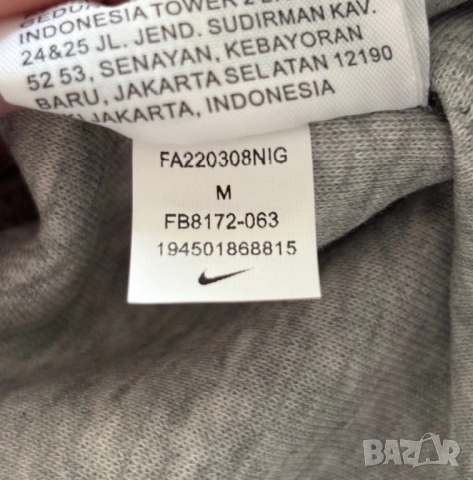 INDONESIA TOWER 2
24&25 JL. JEND. SUDIRMAN KAV.
52 53, SENAYAN, KEBAYORAN
BARU, JAKARTA SELATAN 12190
JAKARTA, INDONESIA
FA220308NIG
M
FB8172-063
194501868815
BAZAR